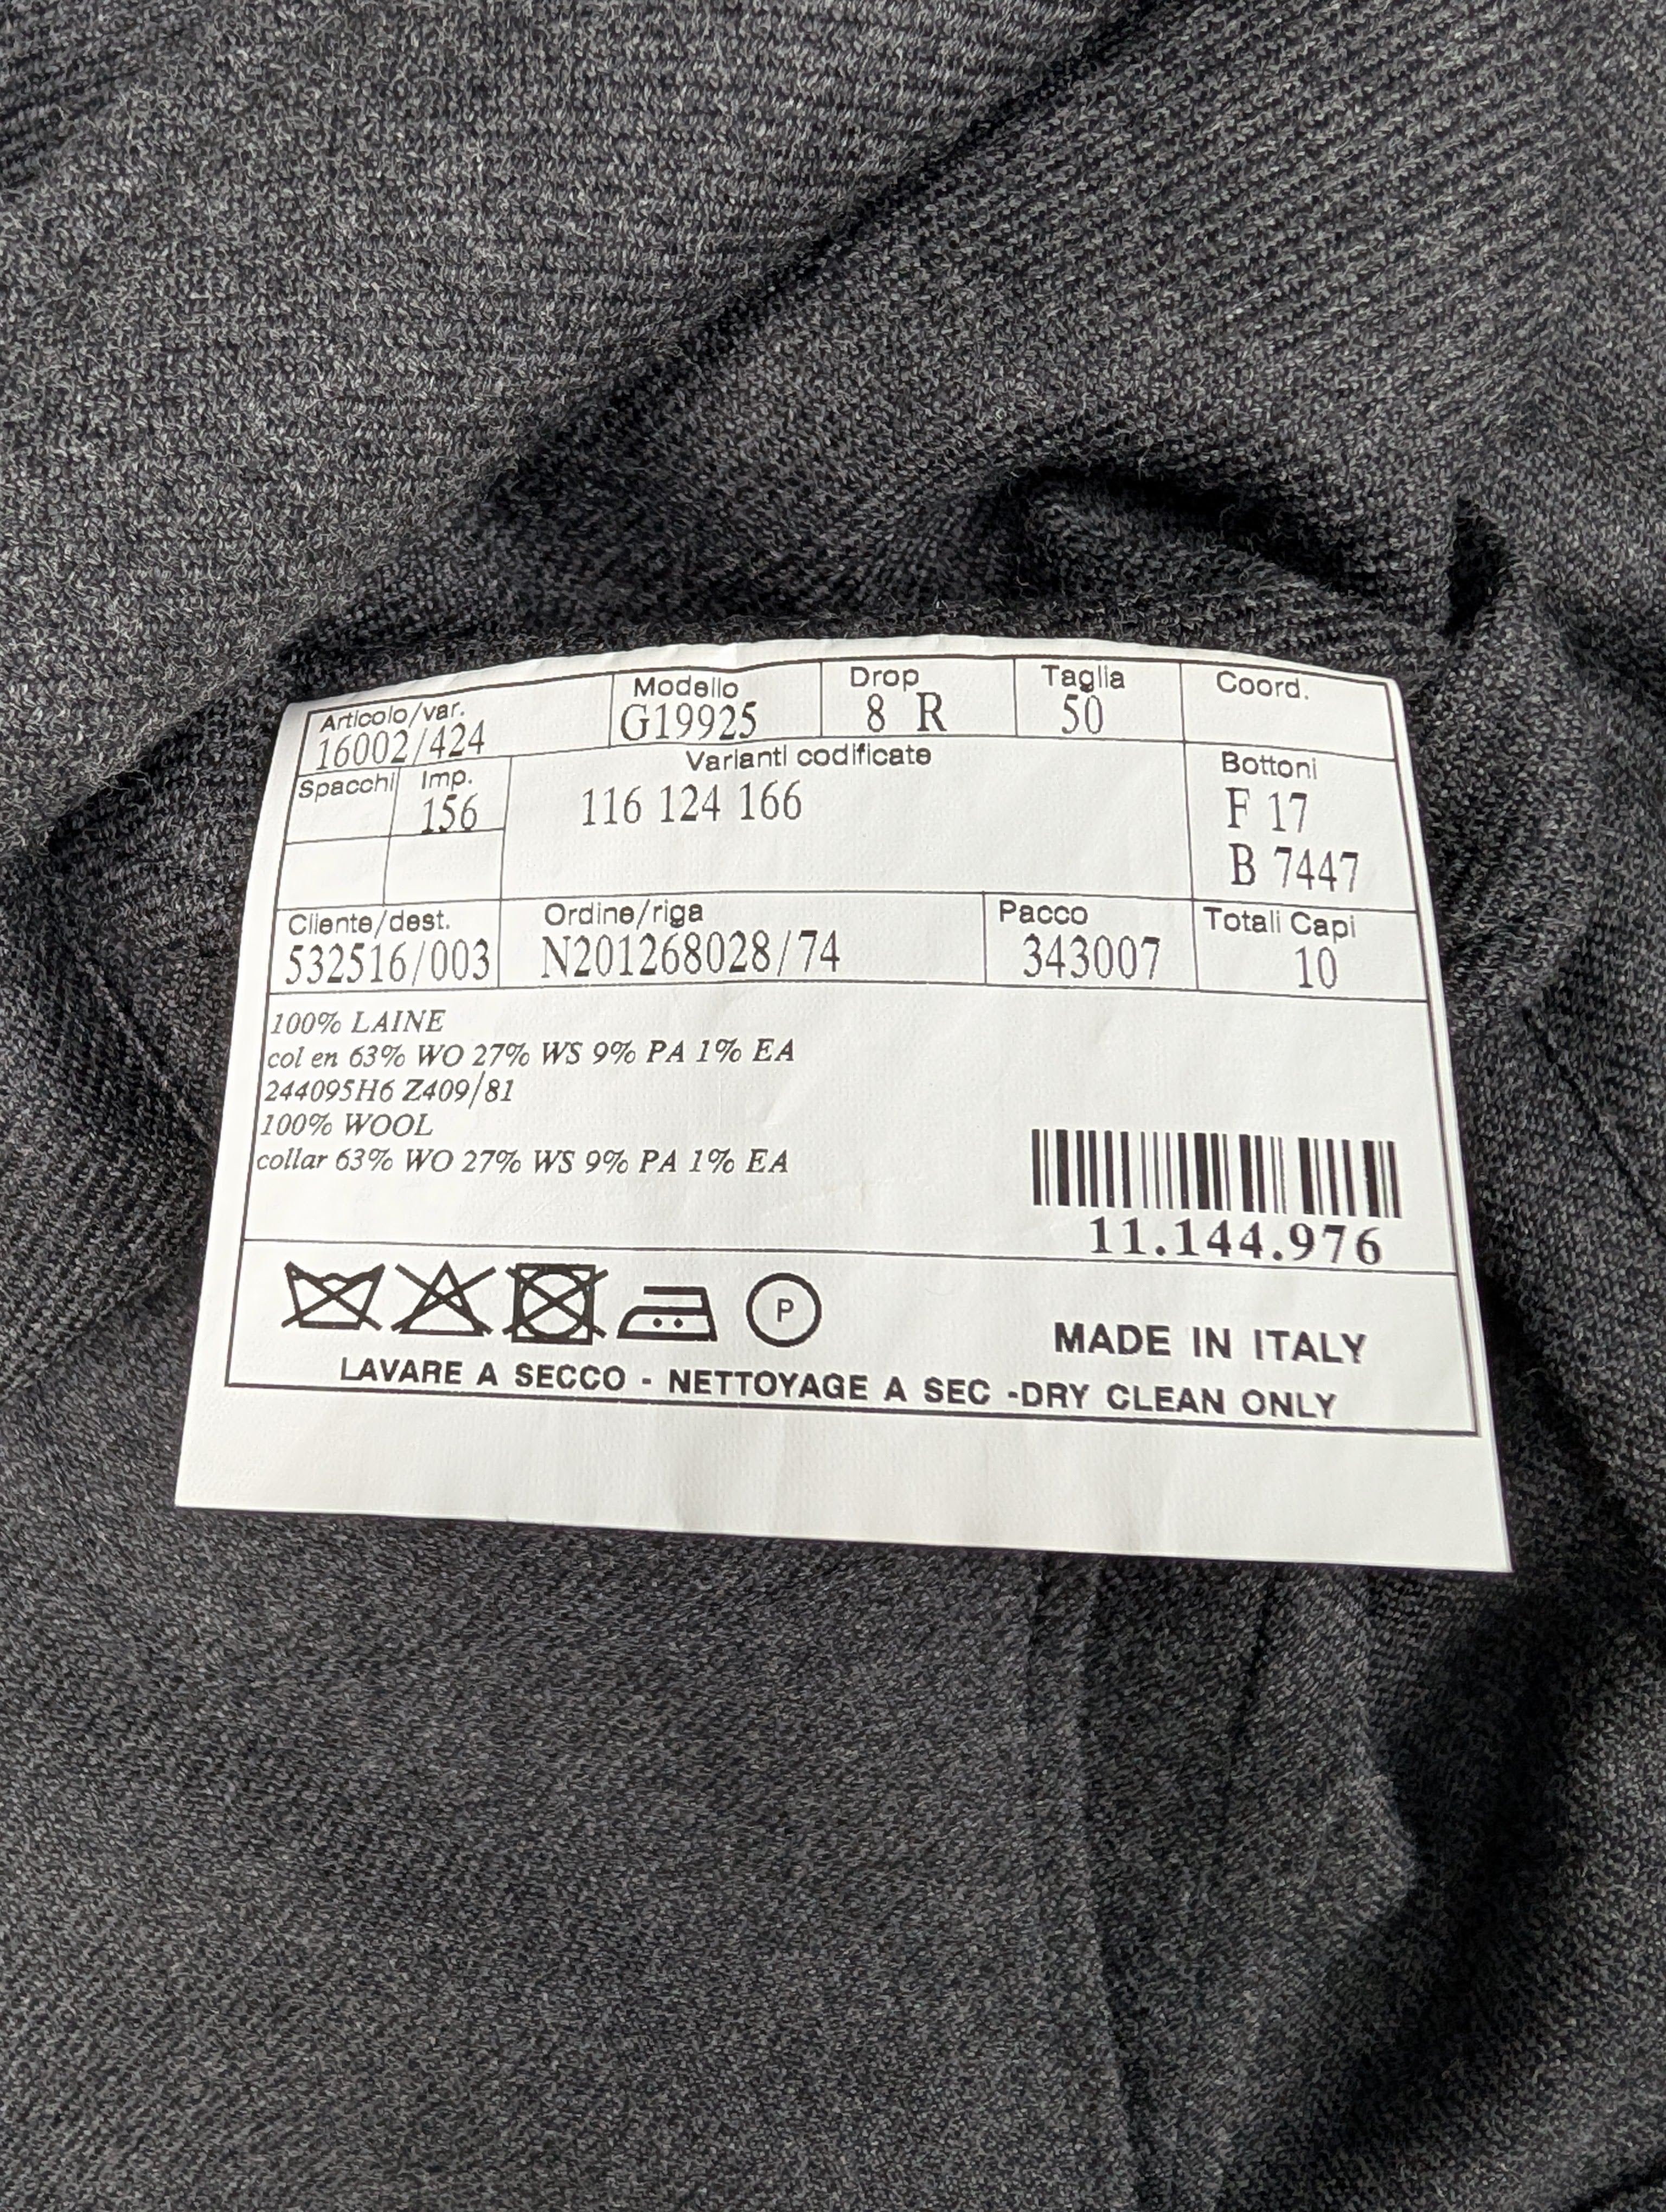 Articolo/var. Modello Drop Taglia Coord.
16002/424 G19925 8 R 50
Spacchi Imp. Varianti codificate Bottoni
156 116 124 166 F 17
B 7447
Cliente/dest. Ordine/riga Pacco Totali Capi
532516/003 N201268028/74 343007 10
100% LAINE
col en 63% WO 27% WS 9% PA 1% EA
244095H6 Z409/81
100% WOOL
collar 63% WO 27% WS 9% PA 1% EA
11.144.976
P
MADE IN ITALY
LAVARE A SECCO - NETTOYAGE A SEC -DRY CLEAN ONLY